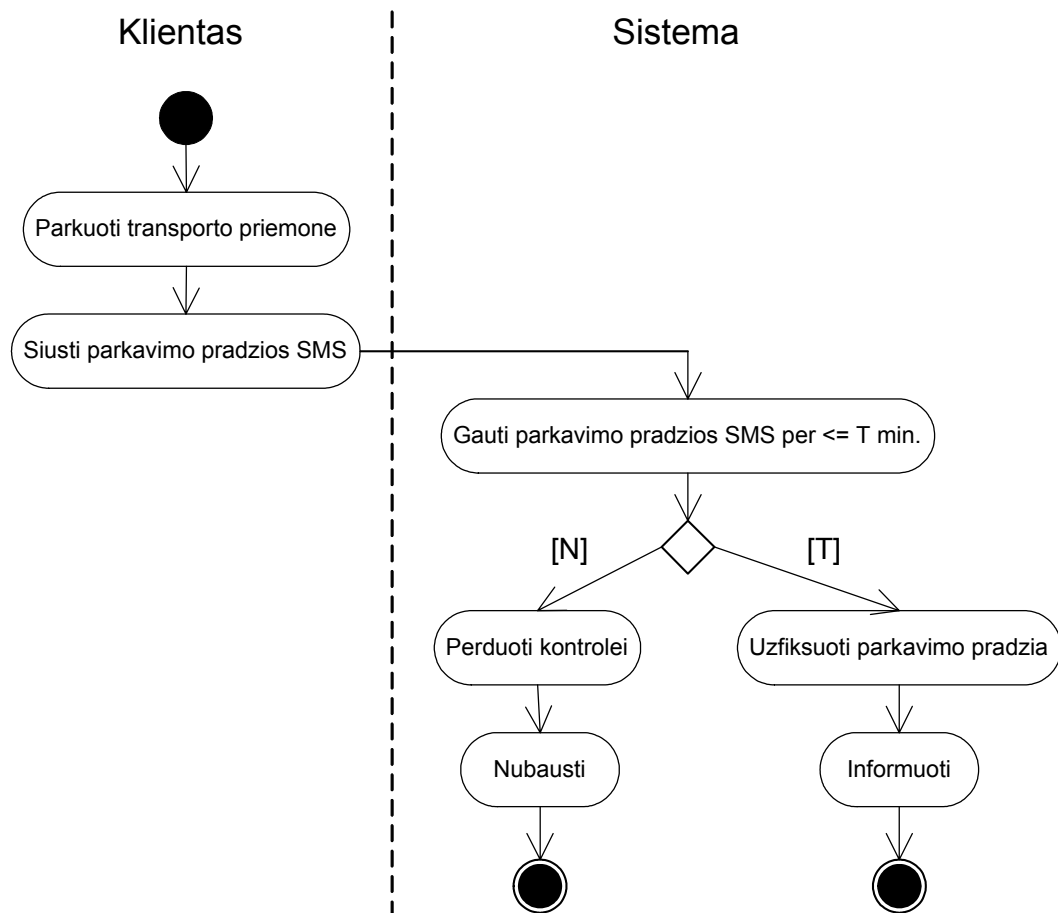 Klientas
Sistema
Parkuoti transporto priemone
Siusti parkavimo pradzios SMS
Gauti parkavimo pradzios SMS per <= T min.
[N]
[T]
Perduoti kontrolei
Uzfiksuoti parkavimo pradzia
Nubausti
Informuoti